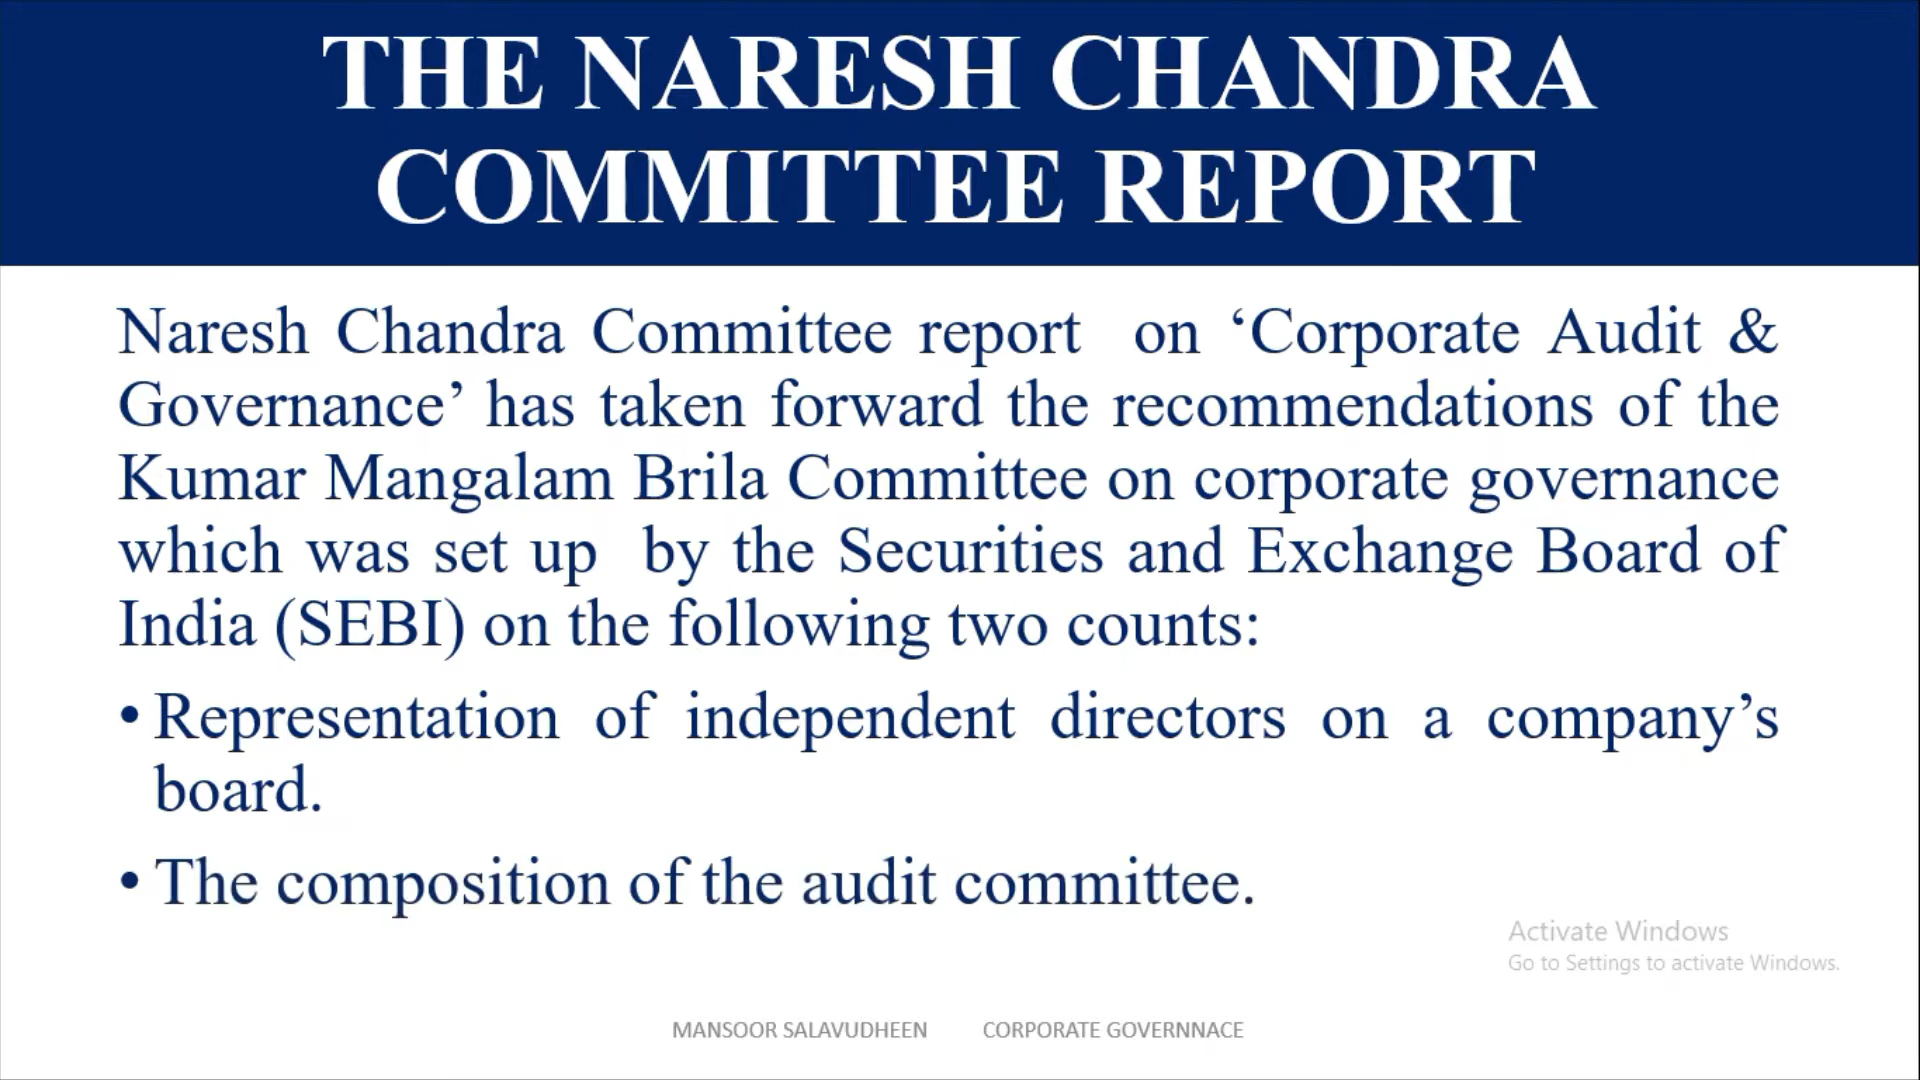 THE NARESH CHANDRA
COMMITTEE REPORT
Naresh Chandra Committee report on ‘Corporate Audit &
Governance’ has taken forward the recommendations of the
Kumar Mangalam Brila Committee on corporate governance
which was set up by the Securities and Exchange Board of
India (SEBI) on the following two counts:
• Representation of independent directors on a company’s
board.
• The composition of the audit committee.
Activate Windows
Go to Settings to activate Windows.
MANSOOR SALAVUDHEEN CORPORATE GOVERNNACE